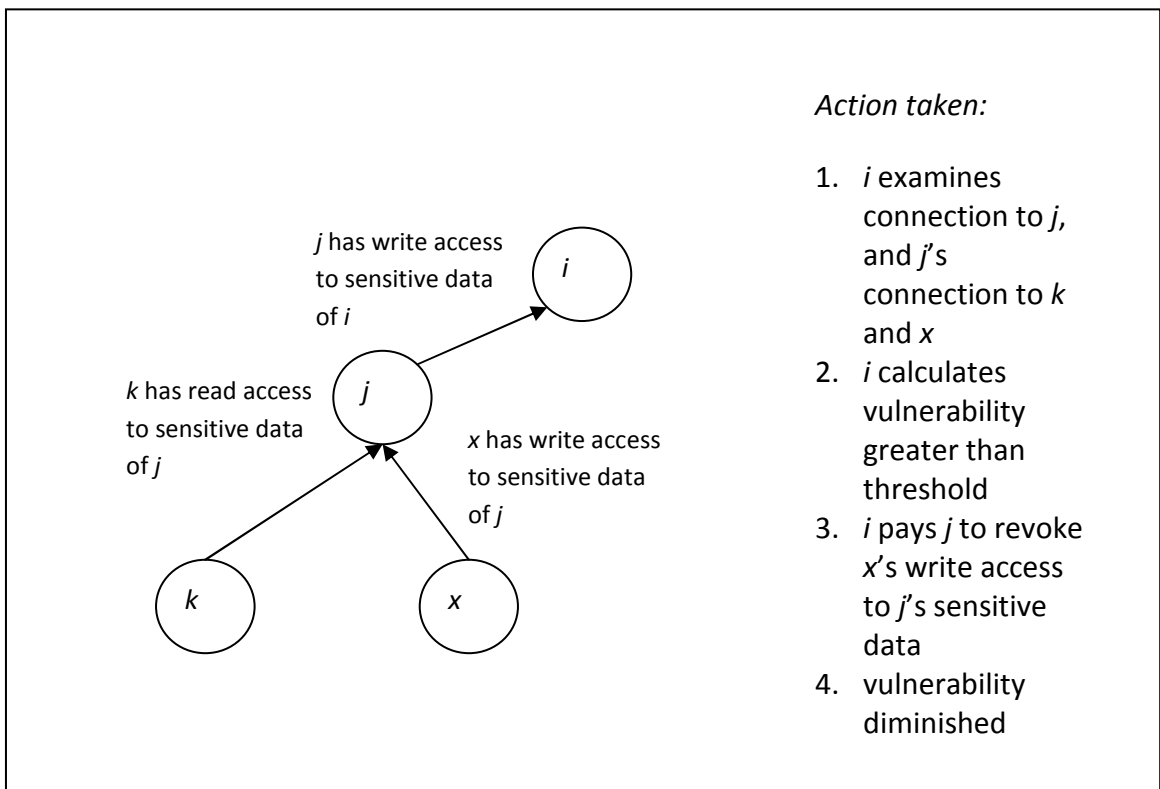 j has write access
to sensitive data
of i
i
k has read access
to sensitive data
of j
j
x has write access
to sensitive data
of j
k
x
Action taken:
1. i examines
connection to j,
and j's
connection to k
and x
2. i calculates
vulnerability
greater than
threshold
3. i pays j to revoke
x's write access
to j's sensitive
data
4. vulnerability
diminished